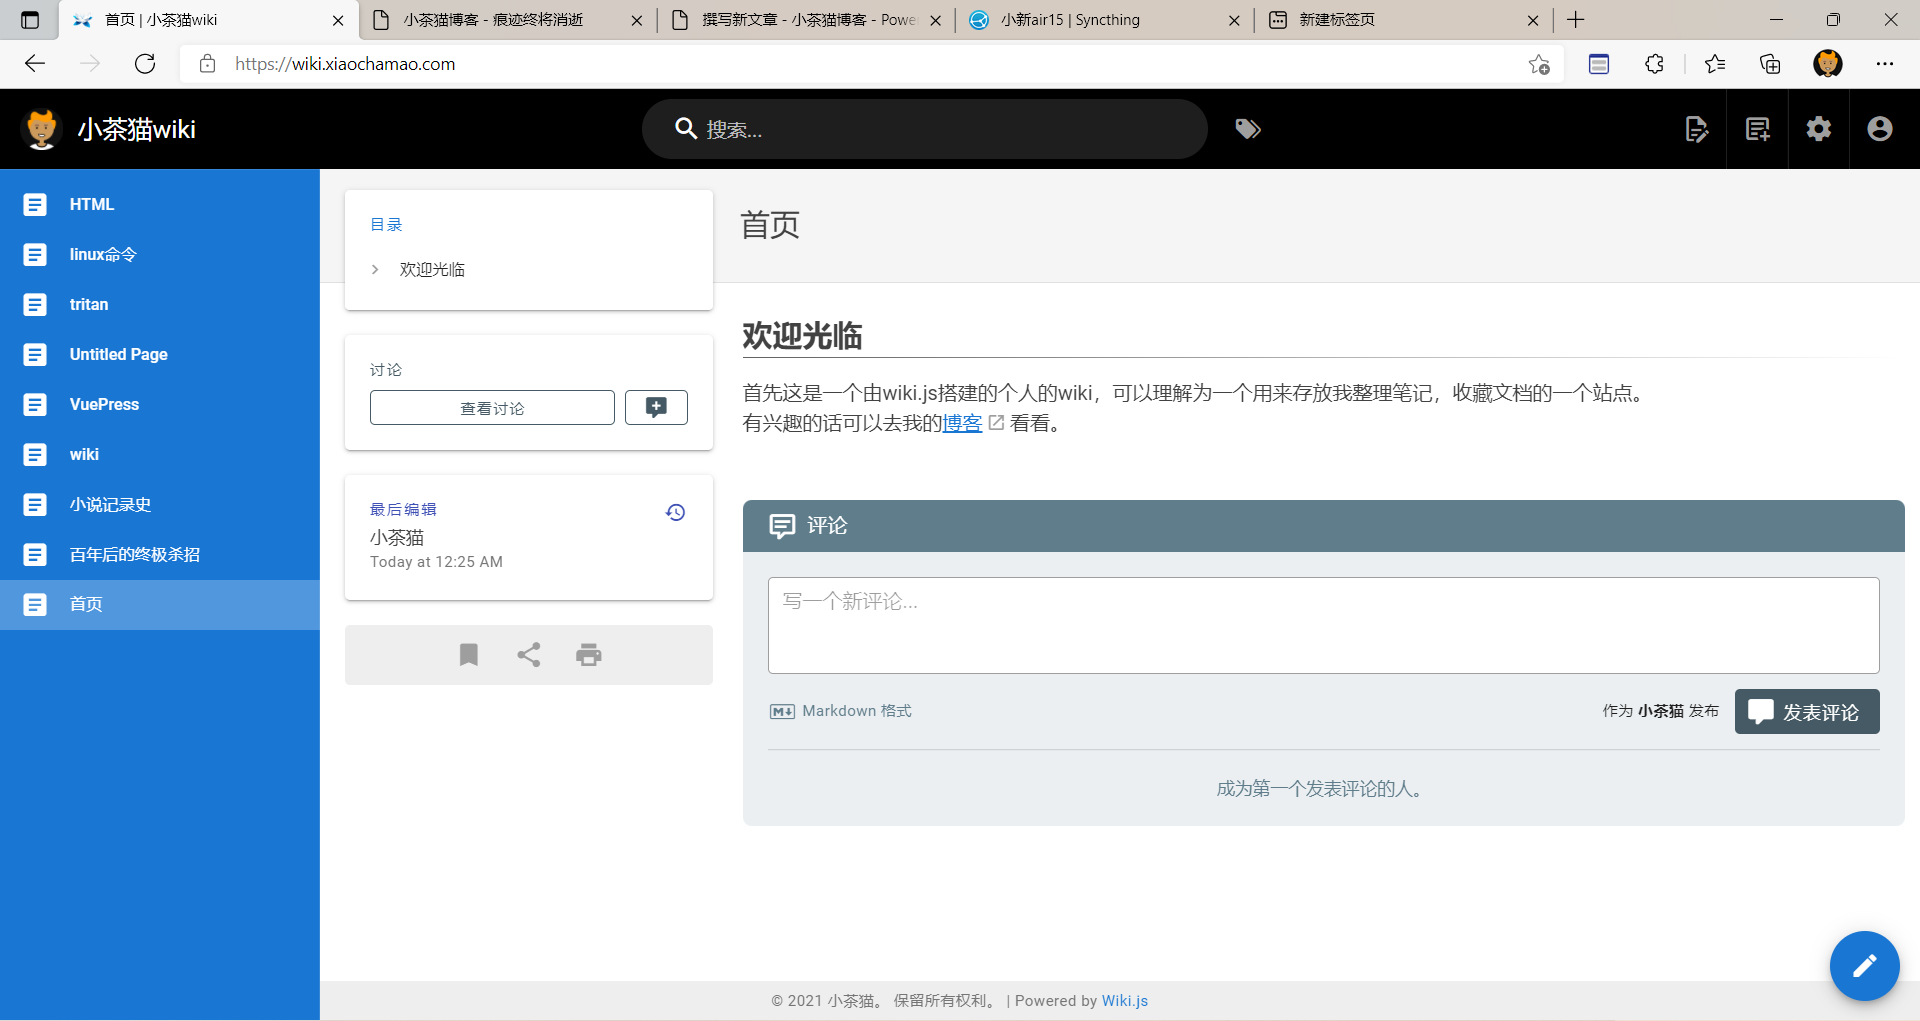 首页 | 小茶猫wiki
小茶猫博客 - 痕迹终将消逝
撰写新文章 - 小茶猫博客 - Powe
小新air15 | Syncthing
新建标签页
https://wiki.xiaochamao.com
小茶猫wiki
搜索...
HTML
linux命令
tritan
Untitled Page
VuePress
wiki
小说记录史
百年后的终极杀招
首页
目录
欢迎光临
讨论
查看讨论
最后编辑
小茶猫
Today at 12:25 AM
首页
欢迎光临
首先这是一个由wiki.js搭建的个人的wiki，可以理解为一个用来存放我整理笔记，收藏文档的一个站点。
有兴趣的话可以去我的博客 看看。
评论
写一个新评论...
M↓ Markdown 格式
作为 小茶猫 发布
发表评论
成为第一个发表评论的人。
© 2021 小茶猫。 保留所有权利。 | Powered by Wiki.js